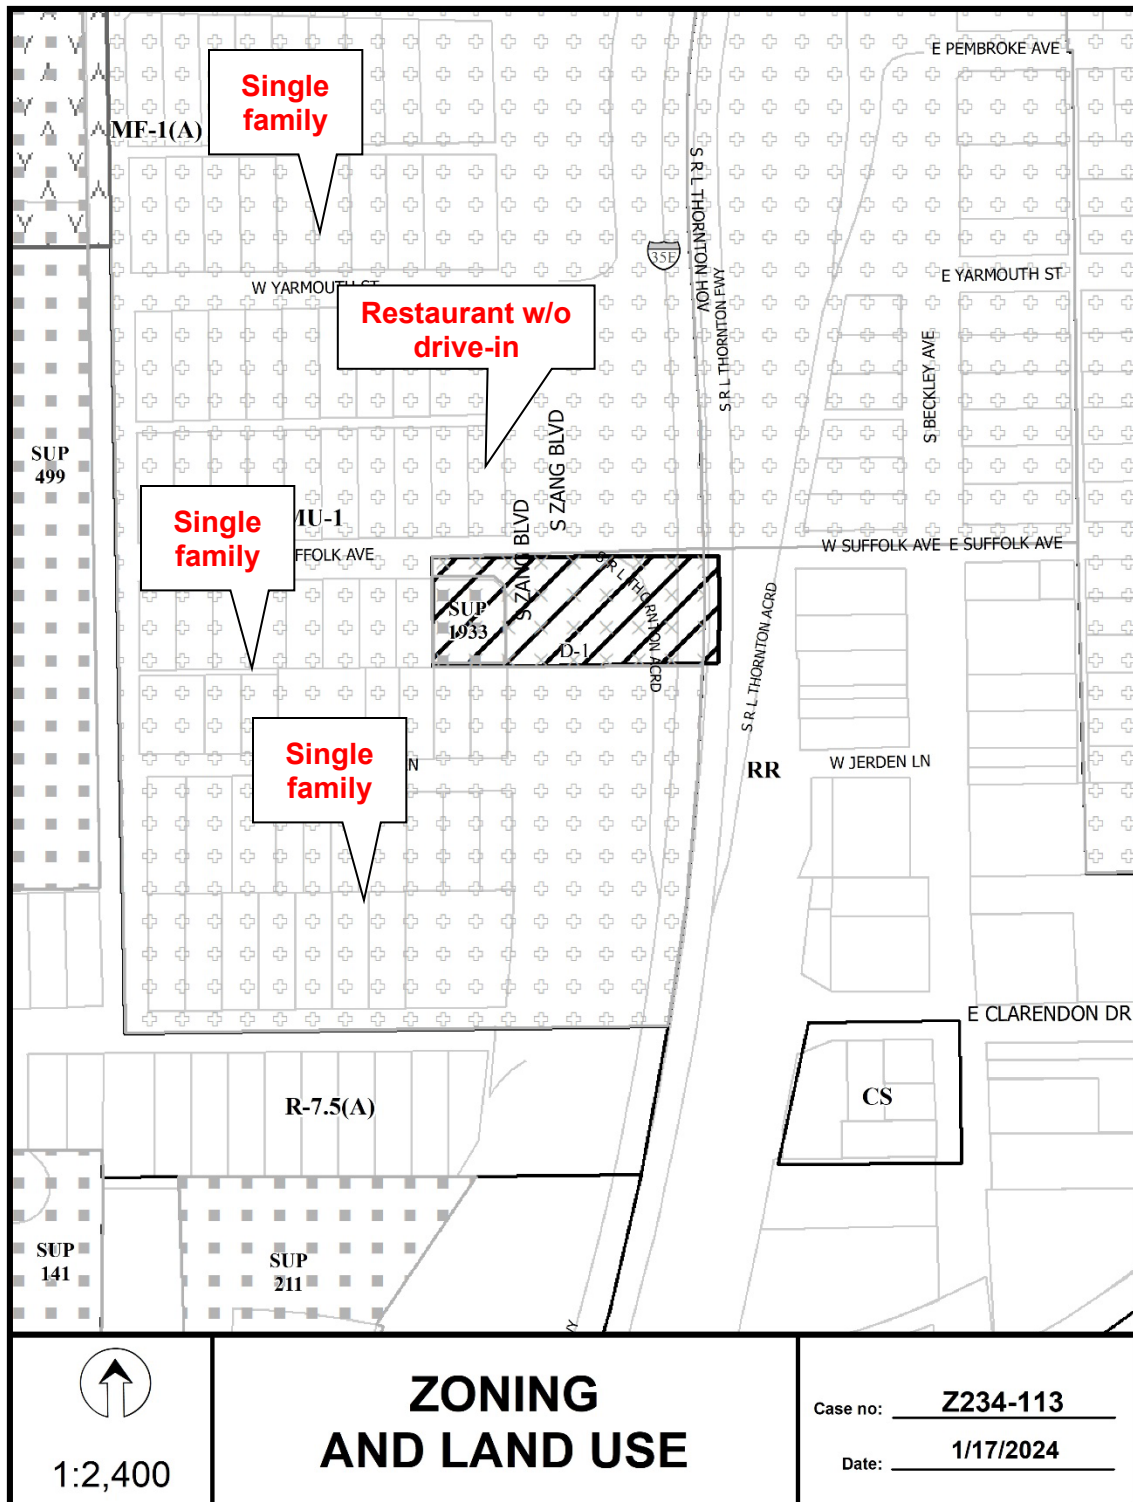 E PEMBROKE AVE
Single
family
MF-1(A)
S R L THORNTON HOV
35E
S R L THORNTON FWY
E YARMOUTH ST
W YARMOUTH ST
Restaurant w/o
drive-in
S BECKLEY AVE
S ZANG BLVD
SUP
499
Single
family
MU-1
S ZANG BLVD
FFOLK AVE
W SUFFOLK AVE
E SUFFOLK AVE
S R L THORNTON ACRD
SUP
1933
D-1
S R L THORNTON ACRD
Single
family
N
RR
W JERDEN LN
E CLARENDON DR
CS
R-7.5(A)
SUP
141
SUP
211
1:2,400
ZONING
AND LAND USE
Case no: Z234-113
Date: 1/17/2024